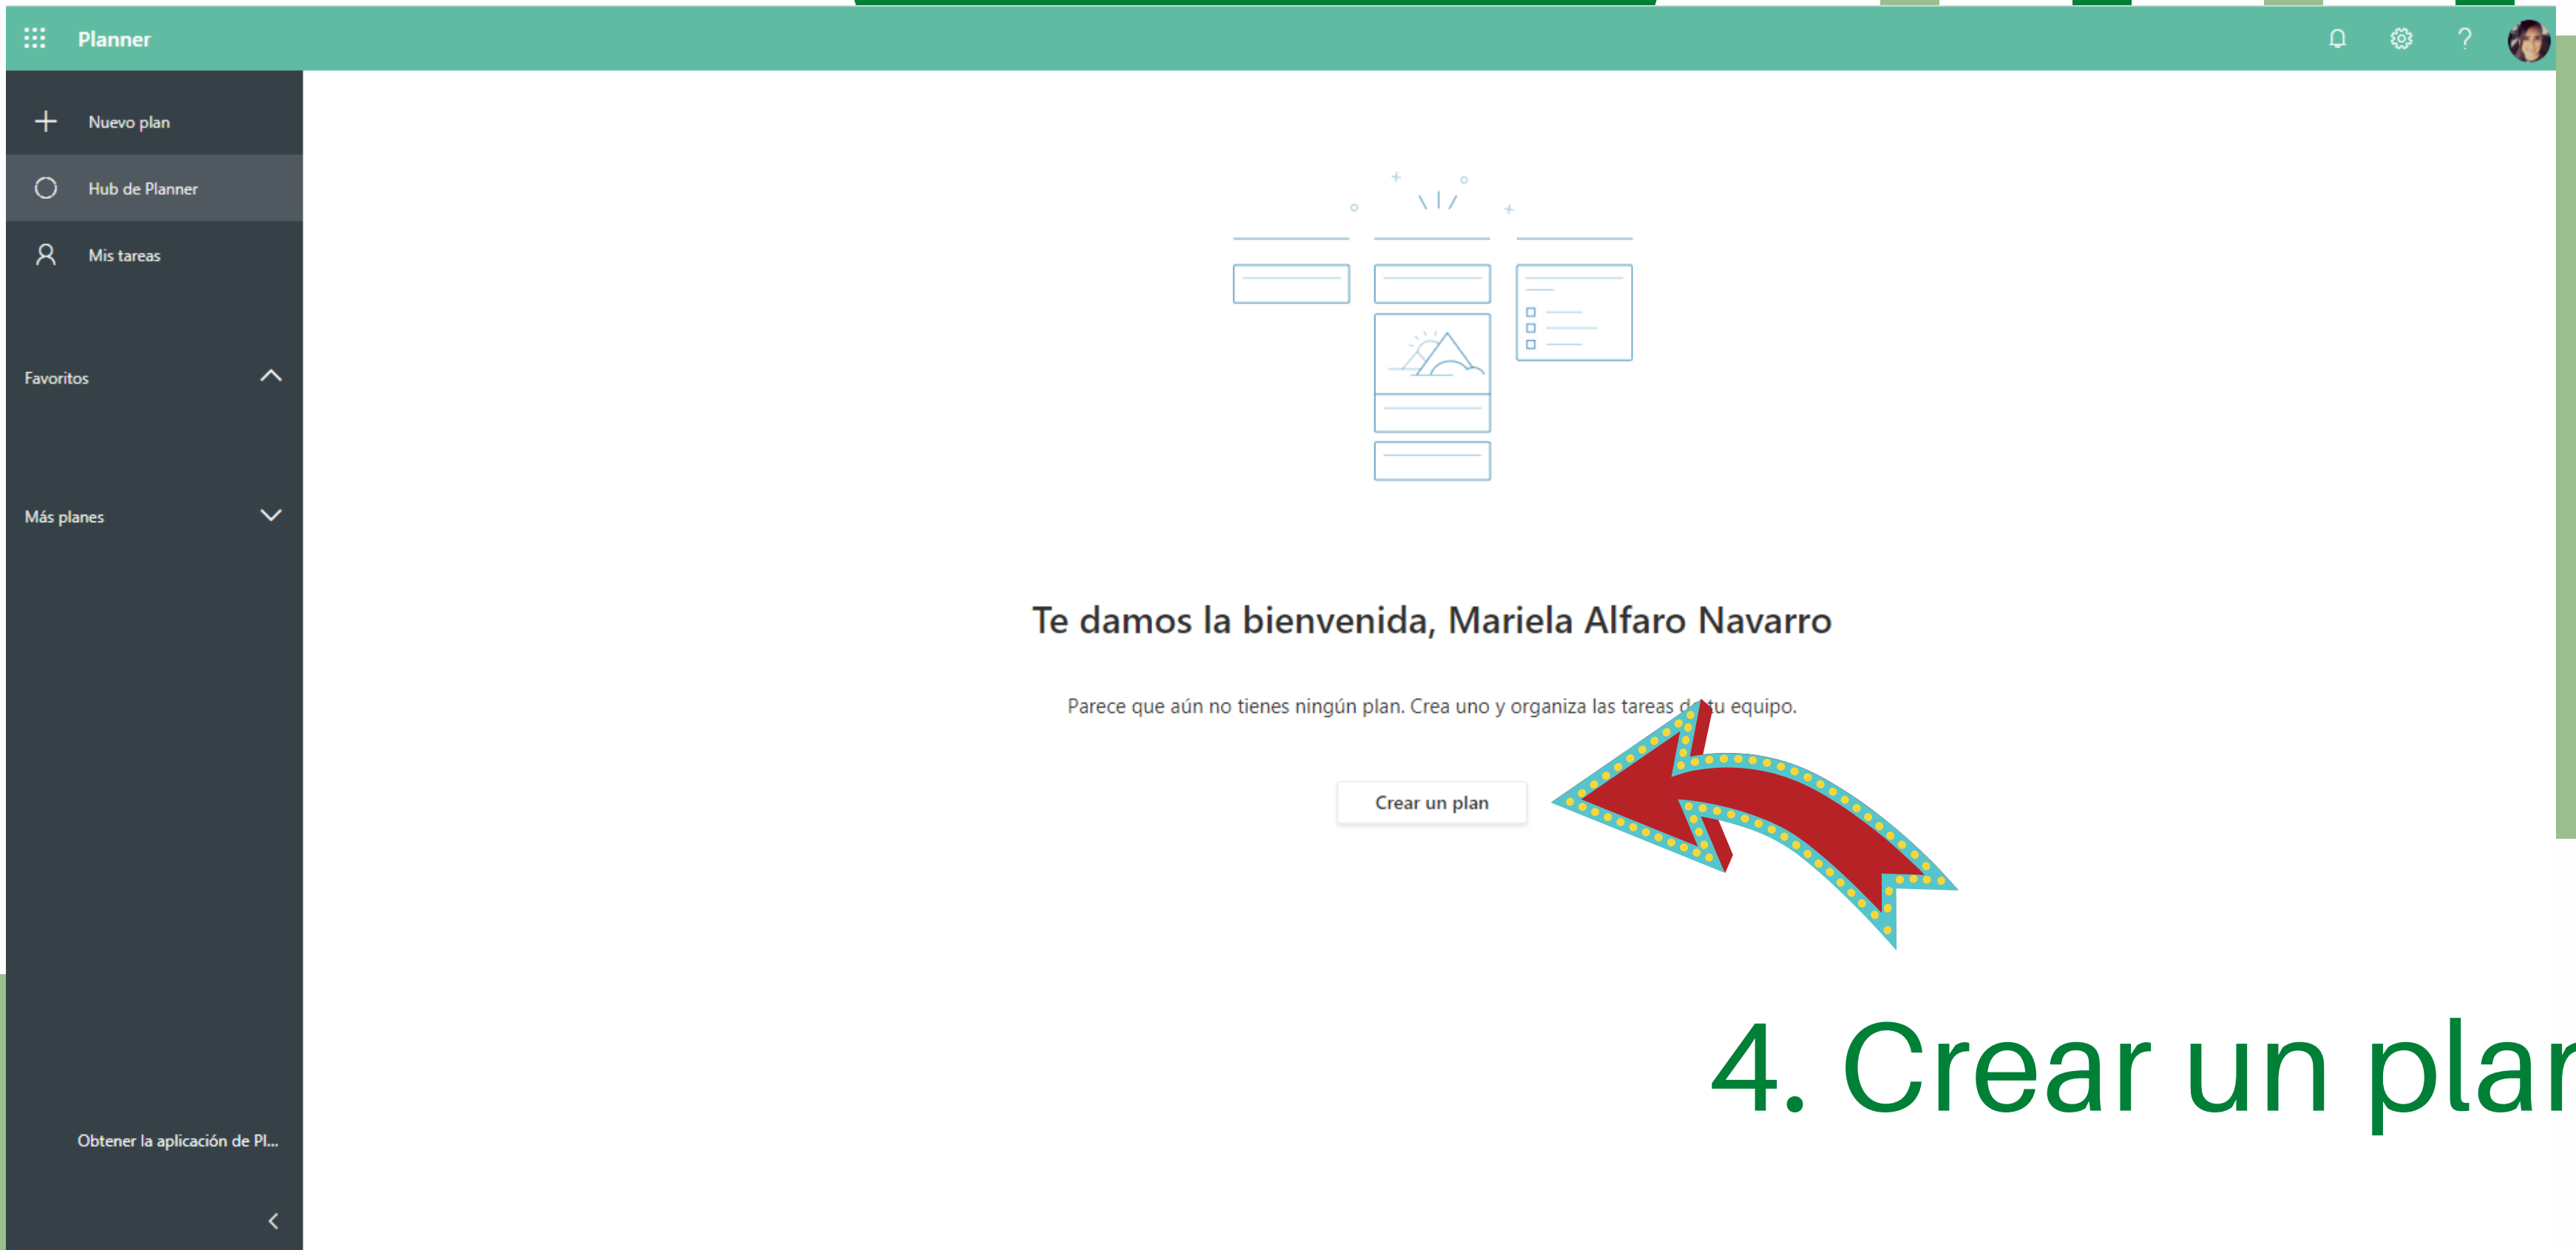 Planner
Nuevo plan
Hub de Planner
Mis tareas
Favoritos
Más planes
Te damos la bienvenida, Mariela Alfaro Navarro
Parece que aún no tienes ningún plan. Crea uno y organiza las tareas de tu equipo.
Crear un plan
4. Crear un plan
Obtener la aplicación de Pl...